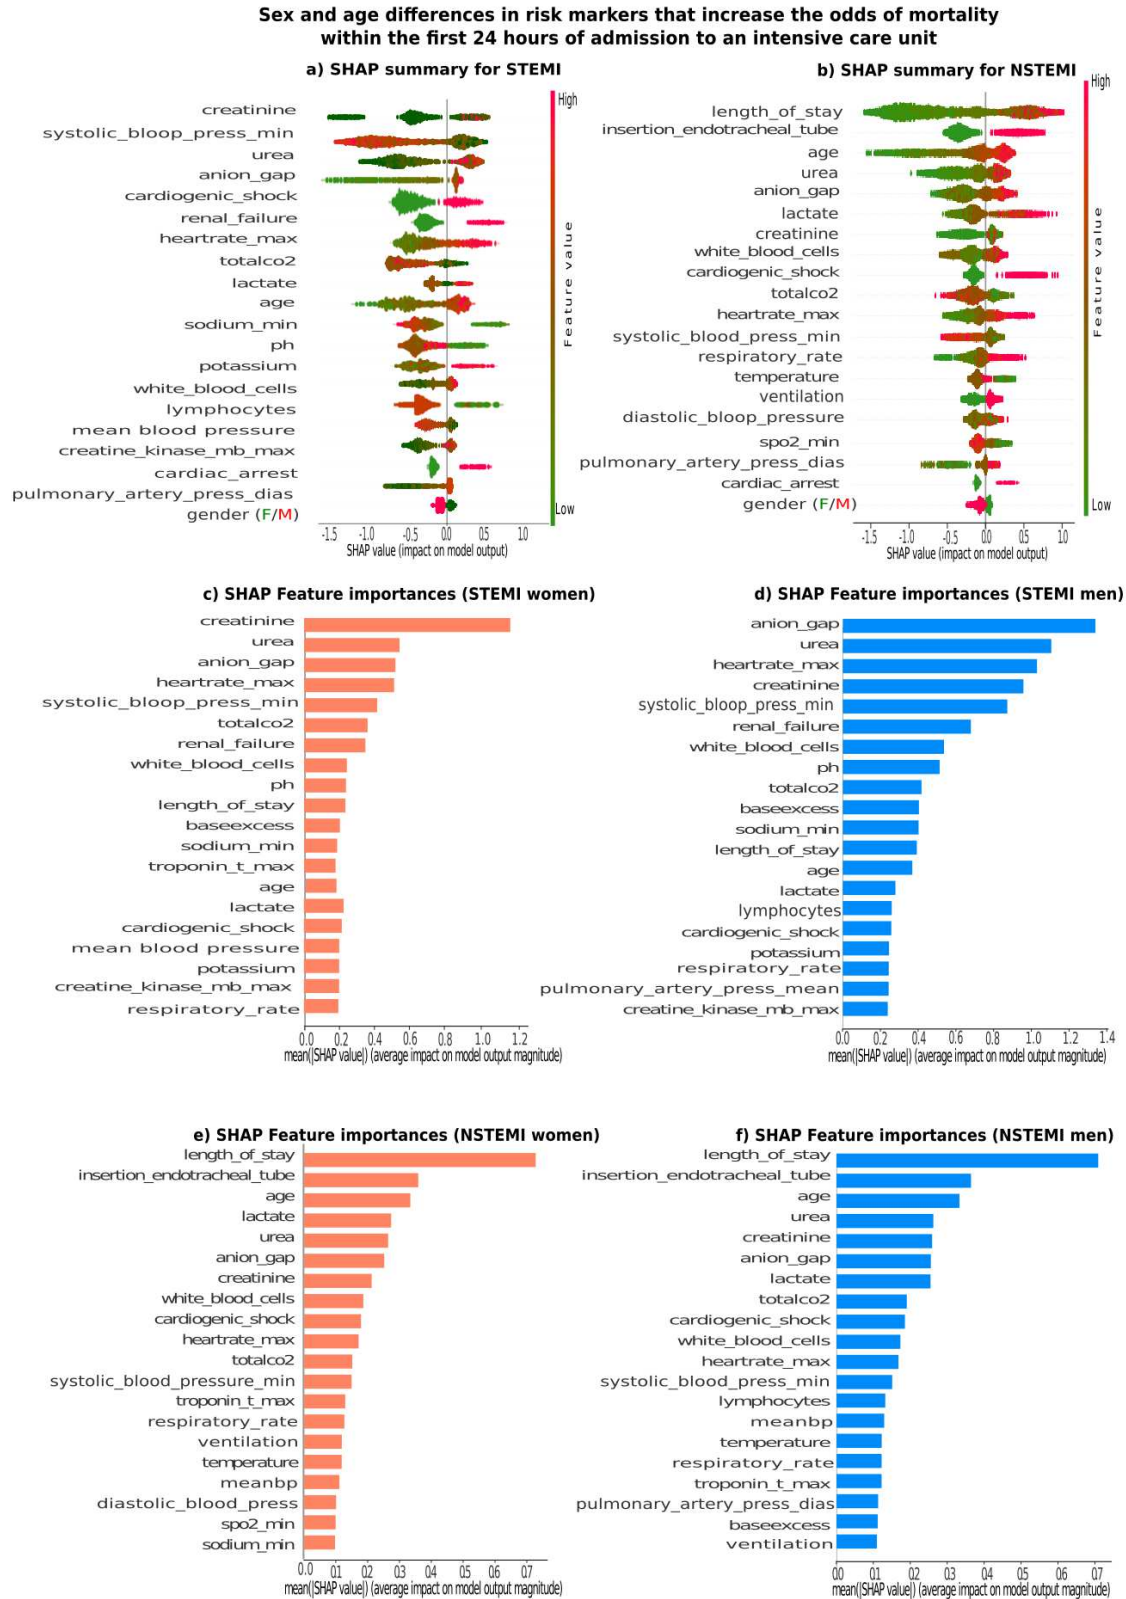 Sex and age differences in risk markers that increase the odds of mortality
within the first 24 hours of admission to an intensive care unit
a) SHAP summary for STEMI
High
creatinine
systolic_bloop_press_min
urea
anion_gap
cardiogenic_shock
renal_failure
heartrate_max
totalco2
lactate
age
sodium_min
ph
potassium
white_blood_cells
lymphocytes
mean blood pressure
creatine_kinase_mb_max
cardiac_arrest
pulmonary_artery_press_dias
gender (F/M)
Feature value
Low
-1.5 -1.0 -0.5 0.0 0.5 1.0
SHAP value (impact on model output)
b) SHAP summary for NSTEMI
High
length_of_stay
insertion_endotracheal_tube
age
urea
anion_gap
lactate
creatinine
white_blood_cells
cardiogenic_shock
totalco2
heartrate_max
systolic_blood_press_min
respiratory_rate
temperature
ventilation
diastolic_bloop_pressure
spo2_min
pulmonary_artery_press_dias
cardiac_arrest
gender (F/M)
Feature value
Low
-1.5 -1.0 -0.5 0.0 0.5 1.0
SHAP value (impact on model output)
c) SHAP Feature importances (STEMI women)
creatinine
urea
anion_gap
heartrate_max
systolic_bloop_press_min
totalco2
renal_failure
white_blood_cells
ph
length_of_stay
baseexcess
sodium_min
troponin_t_max
age
lactate
cardiogenic_shock
mean blood pressure
potassium
creatine_kinase_mb_max
respiratory_rate
0.0 0.2 0.4 0.6 0.8 1.0 1.2
mean(|SHAP value|) (average impact on model output magnitude)
d) SHAP Feature importances (STEMI men)
anion_gap
urea
heartrate_max
creatinine
systolic_bloop_press_min
renal_failure
white_blood_cells
ph
totalco2
baseexcess
sodium_min
length_of_stay
age
lactate
lymphocytes
cardiogenic_shock
potassium
respiratory_rate
pulmonary_artery_press_mean
creatine_kinase_mb_max
0.0 0.2 0.4 0.6 0.8 1.0 1.2 1.4
mean(|SHAP value|) (average impact on model output magnitude)
e) SHAP Feature importances (NSTEMI women)
length_of_stay
insertion_endotracheal_tube
age
lactate
urea
anion_gap
creatinine
white_blood_cells
cardiogenic_shock
heartrate_max
totalco2
systolic_blood_pressure_min
troponin_t_max
respiratory_rate
ventilation
temperature
meanbp
diastolic_blood_press
spo2_min
sodium_min
0.0 0.1 0.2 0.3 0.4 0.5 0.6 0.7
mean(|SHAP value|) (average impact on model output magnitude)
f) SHAP Feature importances (NSTEMI men)
length_of_stay
insertion_endotracheal_tube
age
urea
creatinine
anion_gap
lactate
totalco2
cardiogenic_shock
white_blood_cells
heartrate_max
systolic_blood_press_min
lymphocytes
meanbp
temperature
respiratory_rate
troponin_t_max
pulmonary_artery_press_dias
baseexcess
ventilation
0.0 0.1 0.2 0.3 0.4 0.5 0.6 0.7
mean(|SHAP value|) (average impact on model output magnitude)